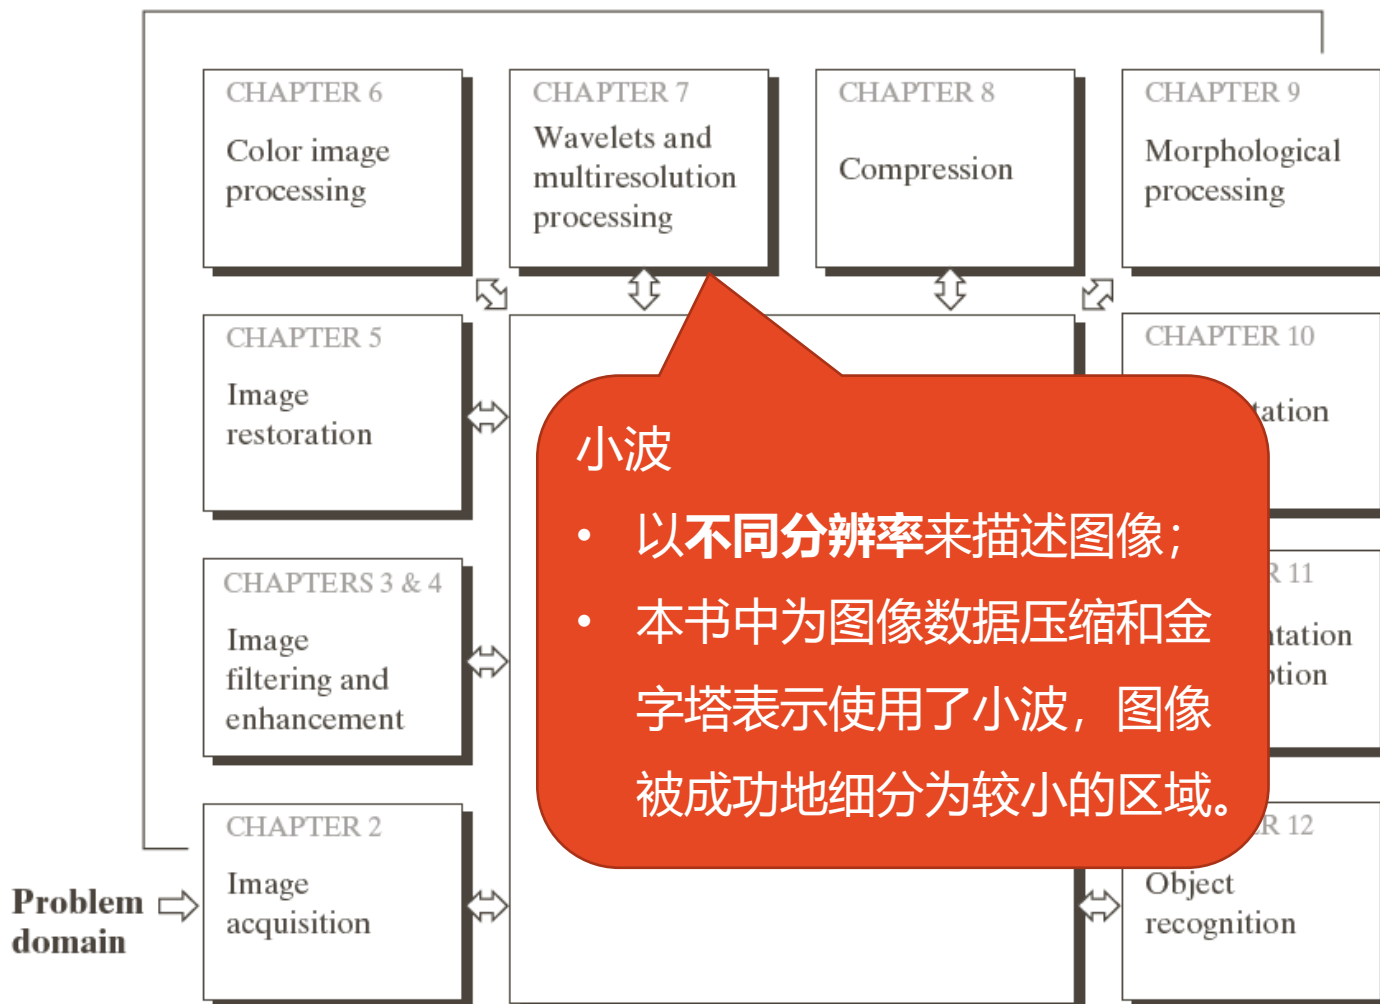 CHAPTER 6
Color image
processing
CHAPTER 7
Wavelets and
multiresolution
processing
CHAPTER 8
Compression
CHAPTER 9
Morphological
processing
CHAPTER 5
Image
restoration
CHAPTER 10
tation
小波
• 以不同分辨率来描述图像；
• 本书中为图像数据压缩和金
字塔表示使用了小波，图像
被成功地细分为较小的区域。
CHAPTERS 3 & 4
Image
filtering and
enhancement
R 11
tation
ption
CHAPTER 2
Image
acquisition
R 12
Object
recognition
Problem
domain